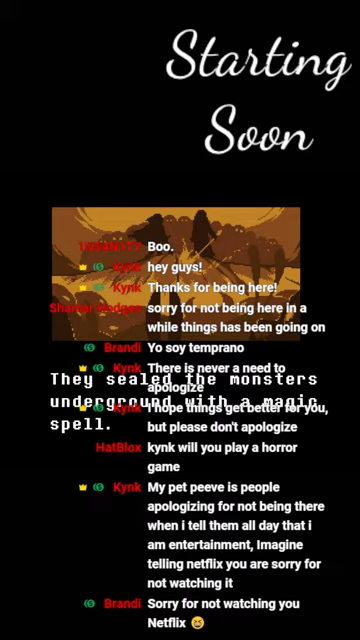 Starting
Soon
1NS4N1TY Boo.
Kynk hey guys!
Kynk Thanks for being here!
Shamar Hodges sorry for not being here in a
while things has been going on
Brandi Yo soy temprano
Kynk There is never a need to
apologize
They sealed the monsters
underground with a magic
spell.
Kynk I hope things get better for you,
but please don't apologize
HatBlox kynk will you play a horror
game
Kynk My pet peeve is people
apologizing for not being there
when i tell them all day that i
am entertainment, Imagine
telling netflix you are sorry for
not watching it
Brandi Sorry for not watching you
Netflix 😆